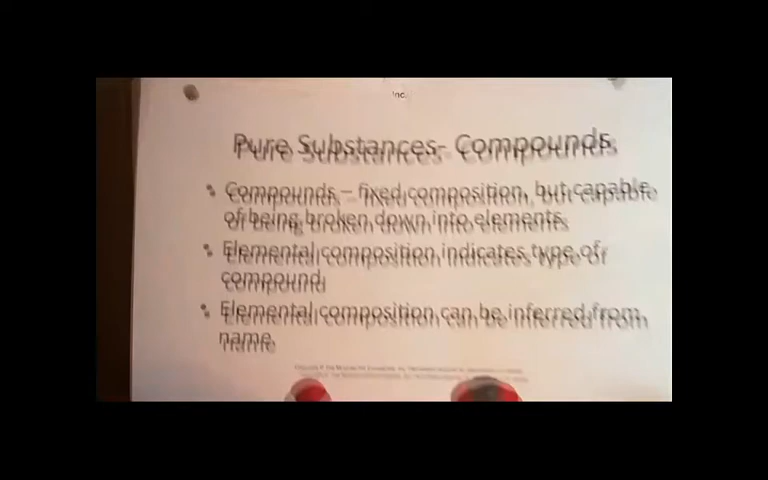 Inc.
Pure Substances- Compounds
• Compounds – fixed composition, but capable
of being broken down into elements
• Elemental composition indicates type of
compound
• Elemental composition can be inferred from
name